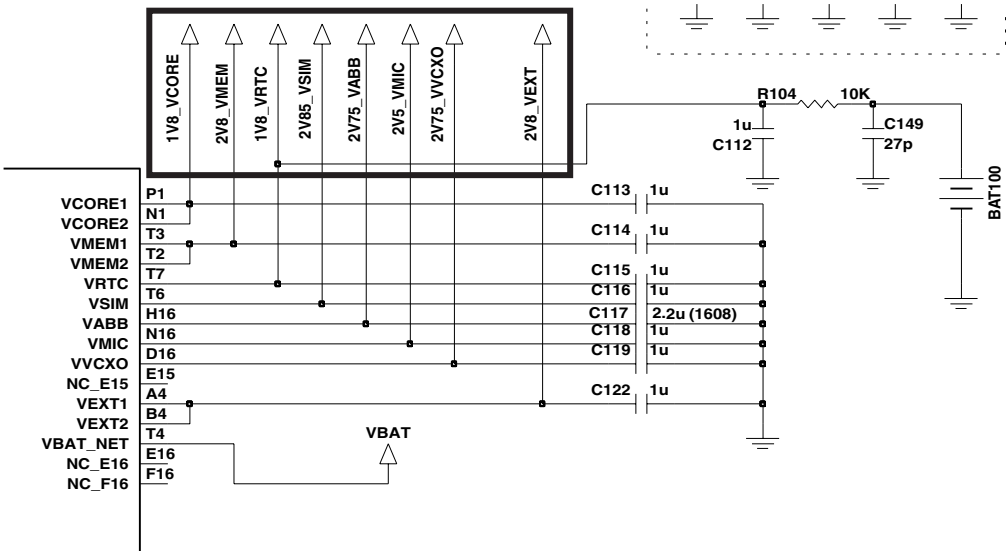 1V8_VCORE
2V8_VMEM
1V8_VRTC
2V85_VSIM
2V75_VABB
2V5_VMIC
2V75_VVCXO
2V8_VEXT
R104 10K
1u
C112
C149
27p
BAT100
VCORE1 P1
VCORE2 N1
VMEM1 T3
VMEM2 T2
VRTC T7
VSIM T6
VABB H16
VMIC N16
VVCXO D16
NC_E15 E15
VEXT1 A4
VEXT2 B4
VBAT_NET T4
NC_E16 E16
NC_F16 F16
C113 1u
C114 1u
C115 1u
C116 1u
C117 2.2u (1608)
C118 1u
C119 1u
C122 1u
VBAT